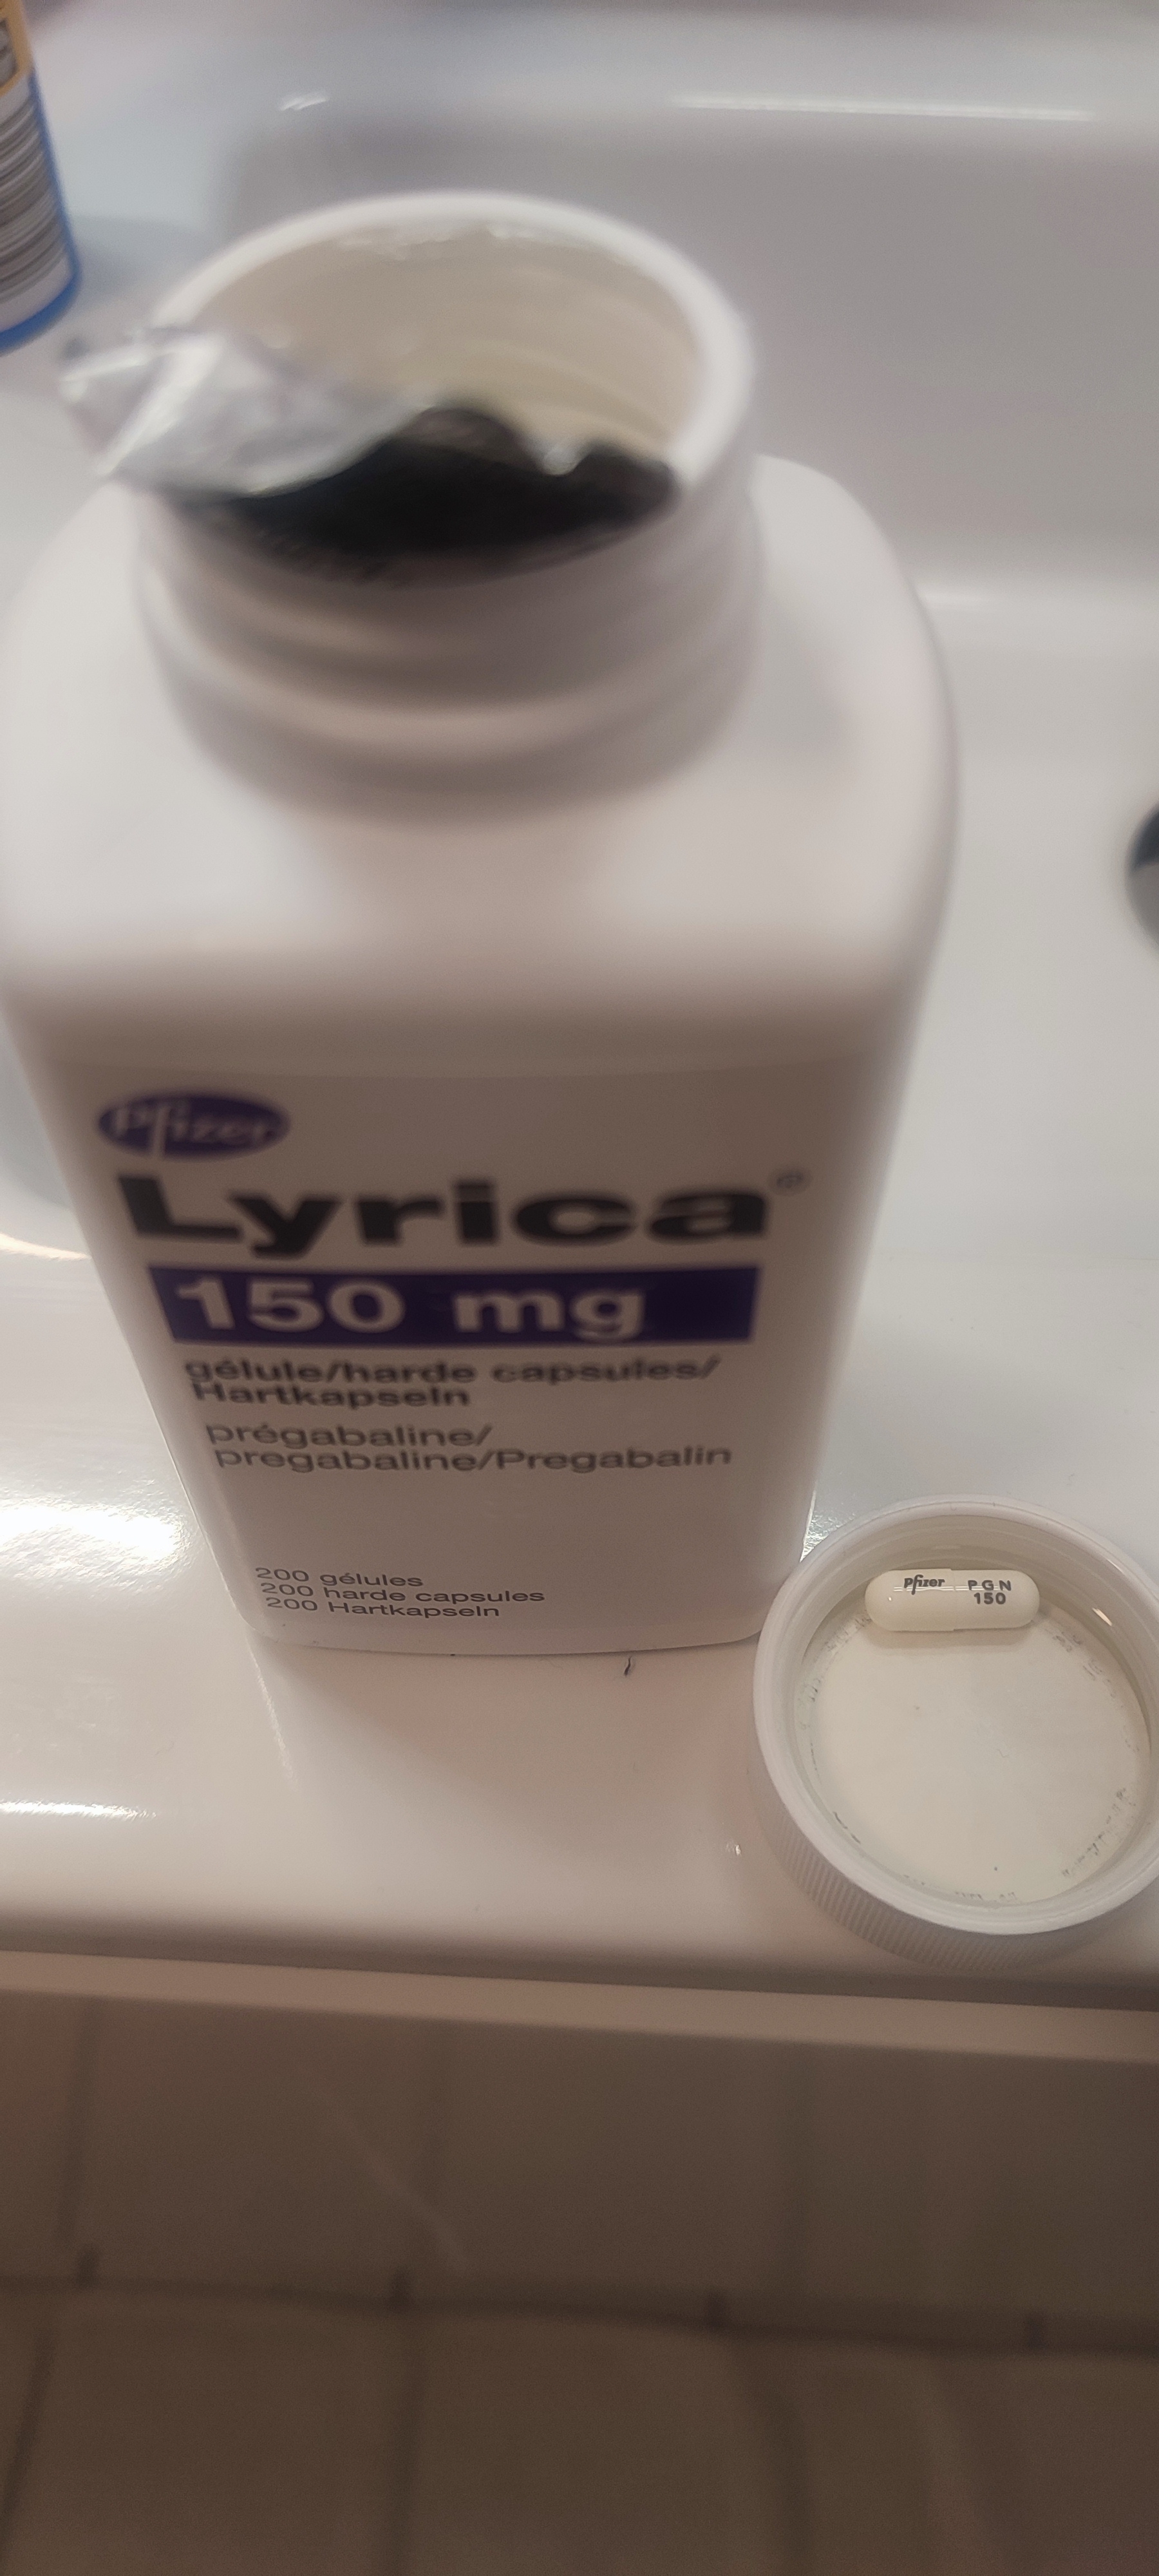 Pfizer
Lyrica®
150 mg
gélule/harde capsules/
Hartkapseln
prégabaline/
pregabaline/Pregabalin
200 gélules
200 harde capsules
200 Hartkapseln
Pfizer PGN
150